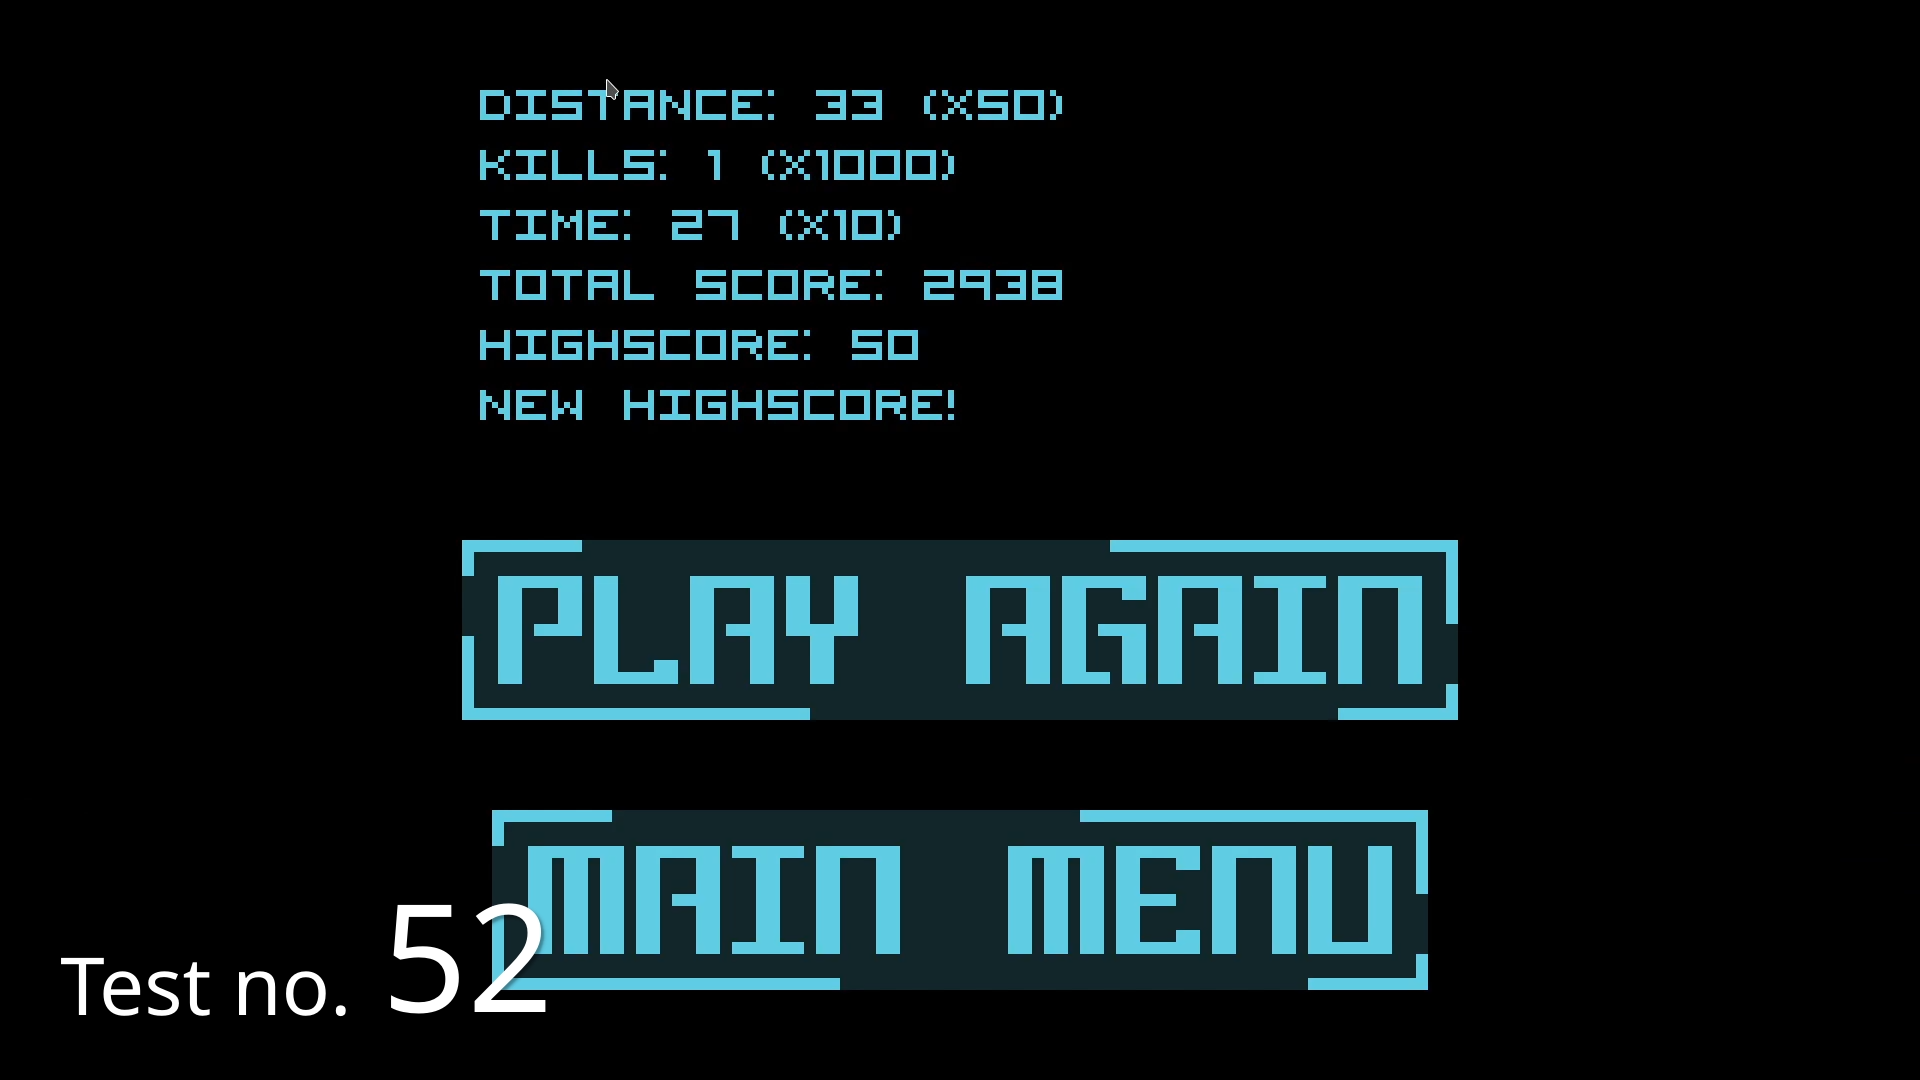 DISTANCE: 33 (X50)
KILLS: 1 (X1000)
TIME: 27 (X10)
TOTAL SCORE: 2938
HIGHSCORE: 50
NEW HIGHSCORE!
PLAY AGAIN
MAIN MENU
Test no. 52